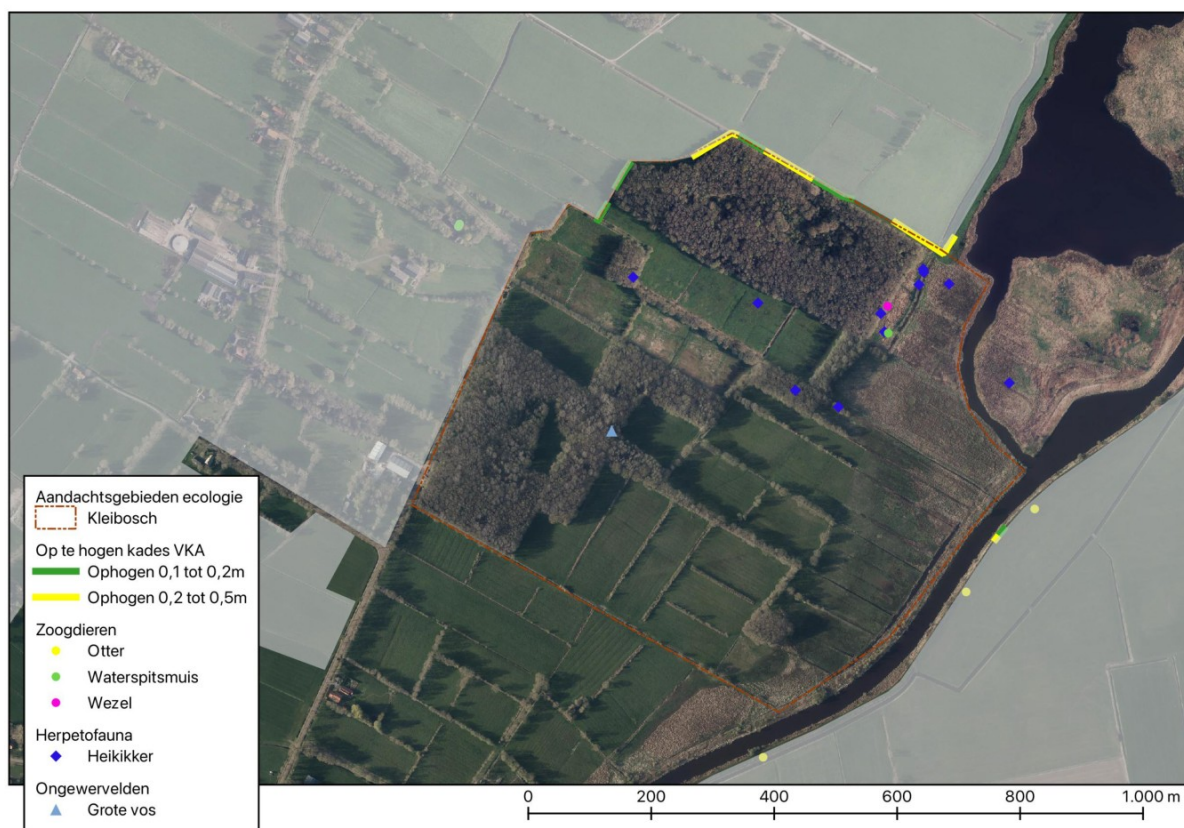 Aandachtsgebieden ecologie
Kleibosch
Op te hogen kades VKA
Ophogen 0,1 tot 0,2m
Ophogen 0,2 tot 0,5m
Zoogdieren
Otter
Waterspitsmuis
Wezel
Herpetofauna
Heikikker
Ongewervelden
Grote vos
0 200 400 600 800 1.000 m